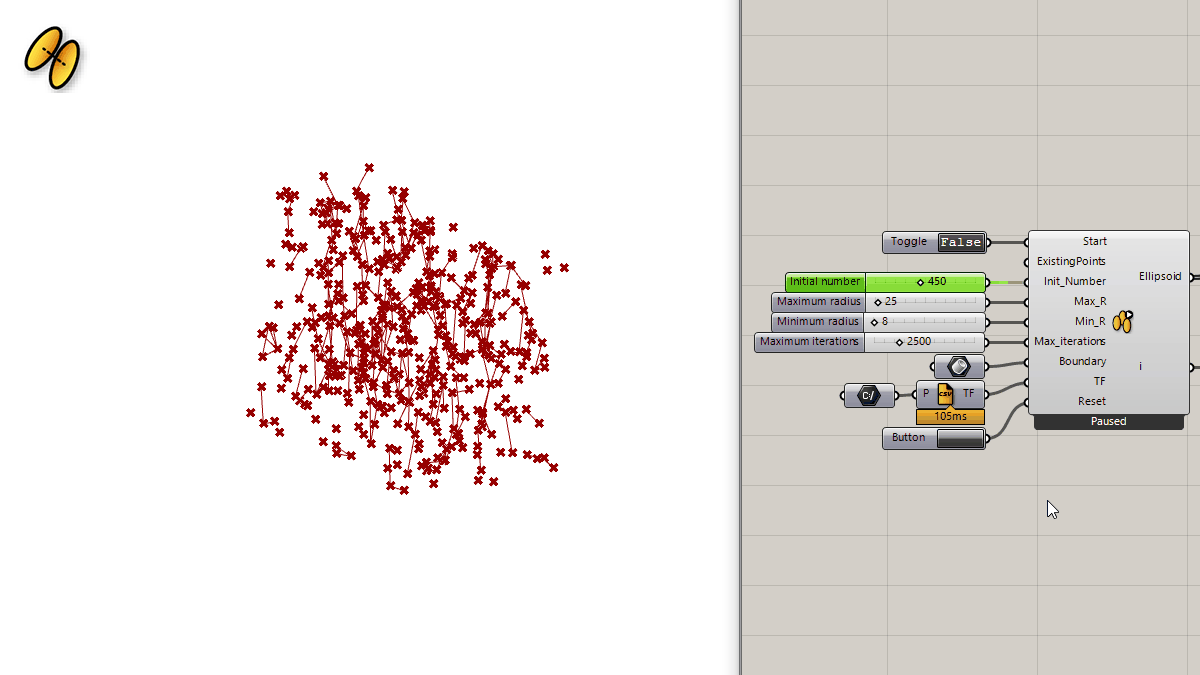 Toggle False
Initial number 450
Maximum radius 25
Minimum radius 8
Maximum iterations 2500
C:/
P CSV TF
105ms
Button
Start
ExistingPoints
Init_Number
Max_R
Min_R
Max_iterations
Boundary
TF
Reset
Ellipsoid
i
Paused